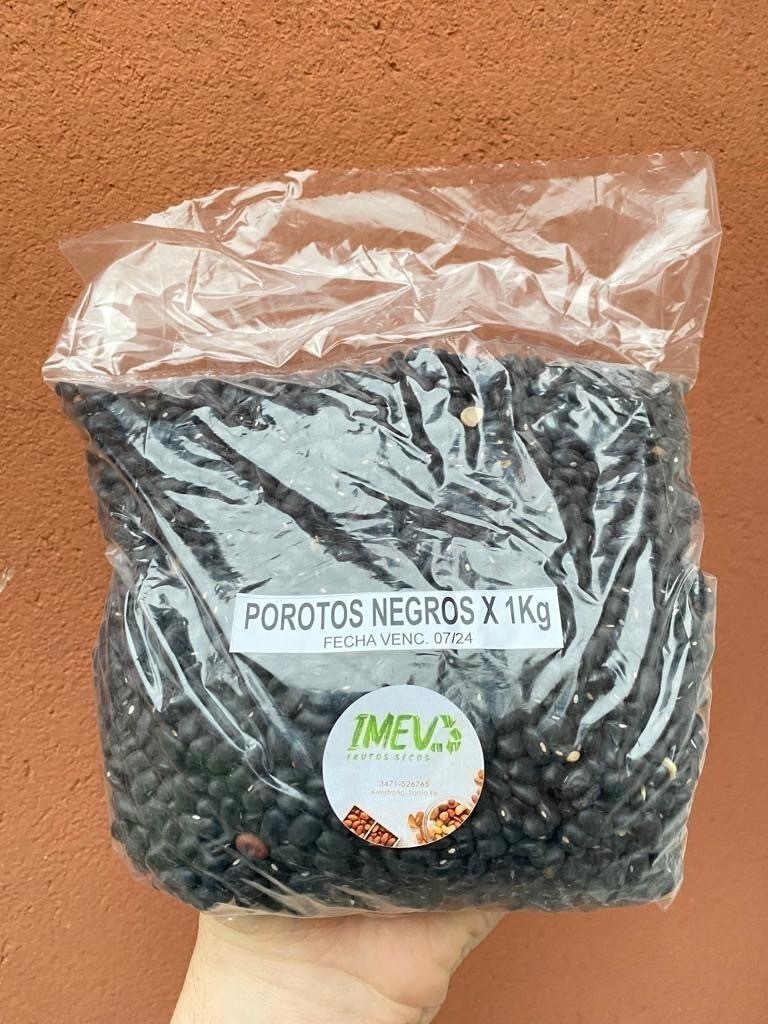 POROTOS NEGROS X 1Kg
FECHA VENC. 07/24
IMEV
FRUTOS SECOS
3471-526765
Armstrong, Santa Fe